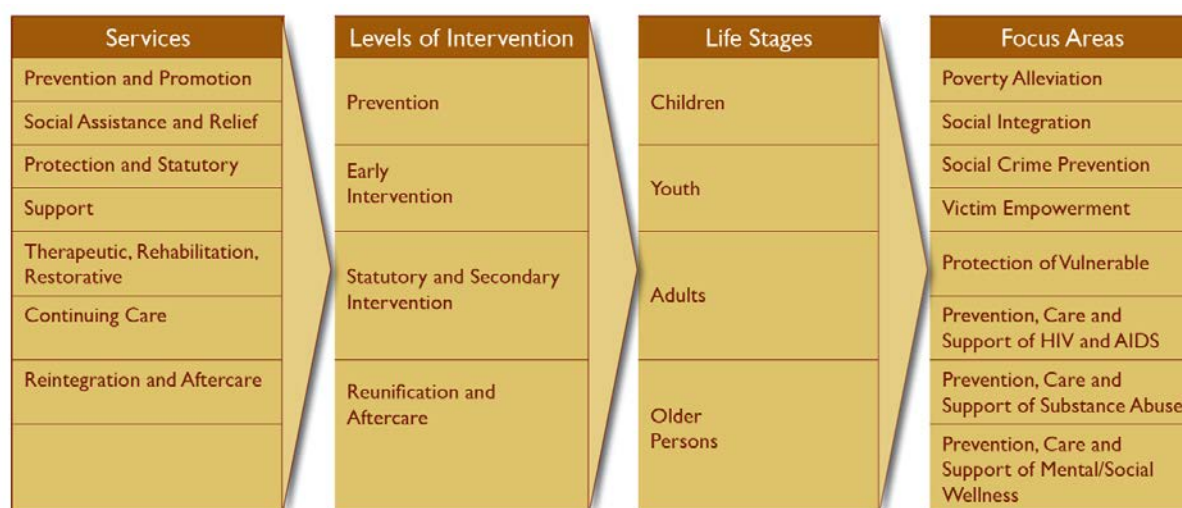 Services
Prevention and Promotion
Social Assistance and Relief
Protection and Statutory
Support
Therapeutic, Rehabilitation,
Restorative
Continuing Care
Reintegration and Aftercare
Levels of Intervention
Prevention
Early
Intervention
Statutory and Secondary
Intervention
Reunification and
Aftercare
Life Stages
Children
Youth
Adults
Older
Persons
Focus Areas
Poverty Alleviation
Social Integration
Social Crime Prevention
Victim Empowerment
Protection of Vulnerable
Prevention, Care and
Support of HIV and AIDS
Prevention, Care and
Support of Substance Abuse
Prevention, Care and
Support of Mental/Social
Wellness